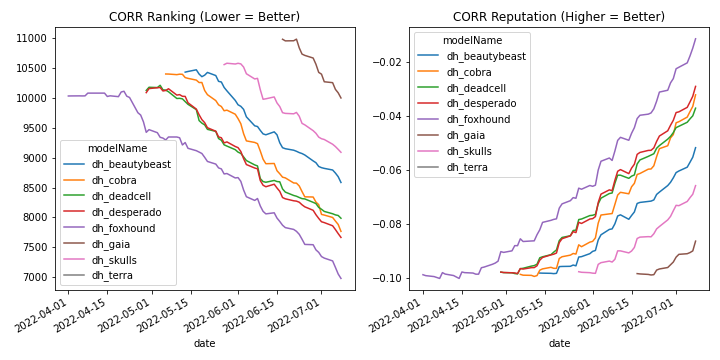 CORR Ranking (Lower = Better)
11000
10500
10000
9500
9000
8500
8000
7500
7000
modelName
dh_beautybeast
dh_cobra
dh_deadcell
dh_desperado
dh_foxhound
dh_gaia
dh_skulls
dh_terra
2022-04-01
2022-04-15
2022-05-01
2022-05-15
2022-06-01
2022-06-15
2022-07-01
date
CORR Reputation (Higher = Better)
−0.02
−0.04
−0.06
−0.08
−0.10
modelName
dh_beautybeast
dh_cobra
dh_deadcell
dh_desperado
dh_foxhound
dh_gaia
dh_skulls
dh_terra
2022-04-01
2022-04-15
2022-05-01
2022-05-15
2022-06-01
2022-06-15
2022-07-01
date